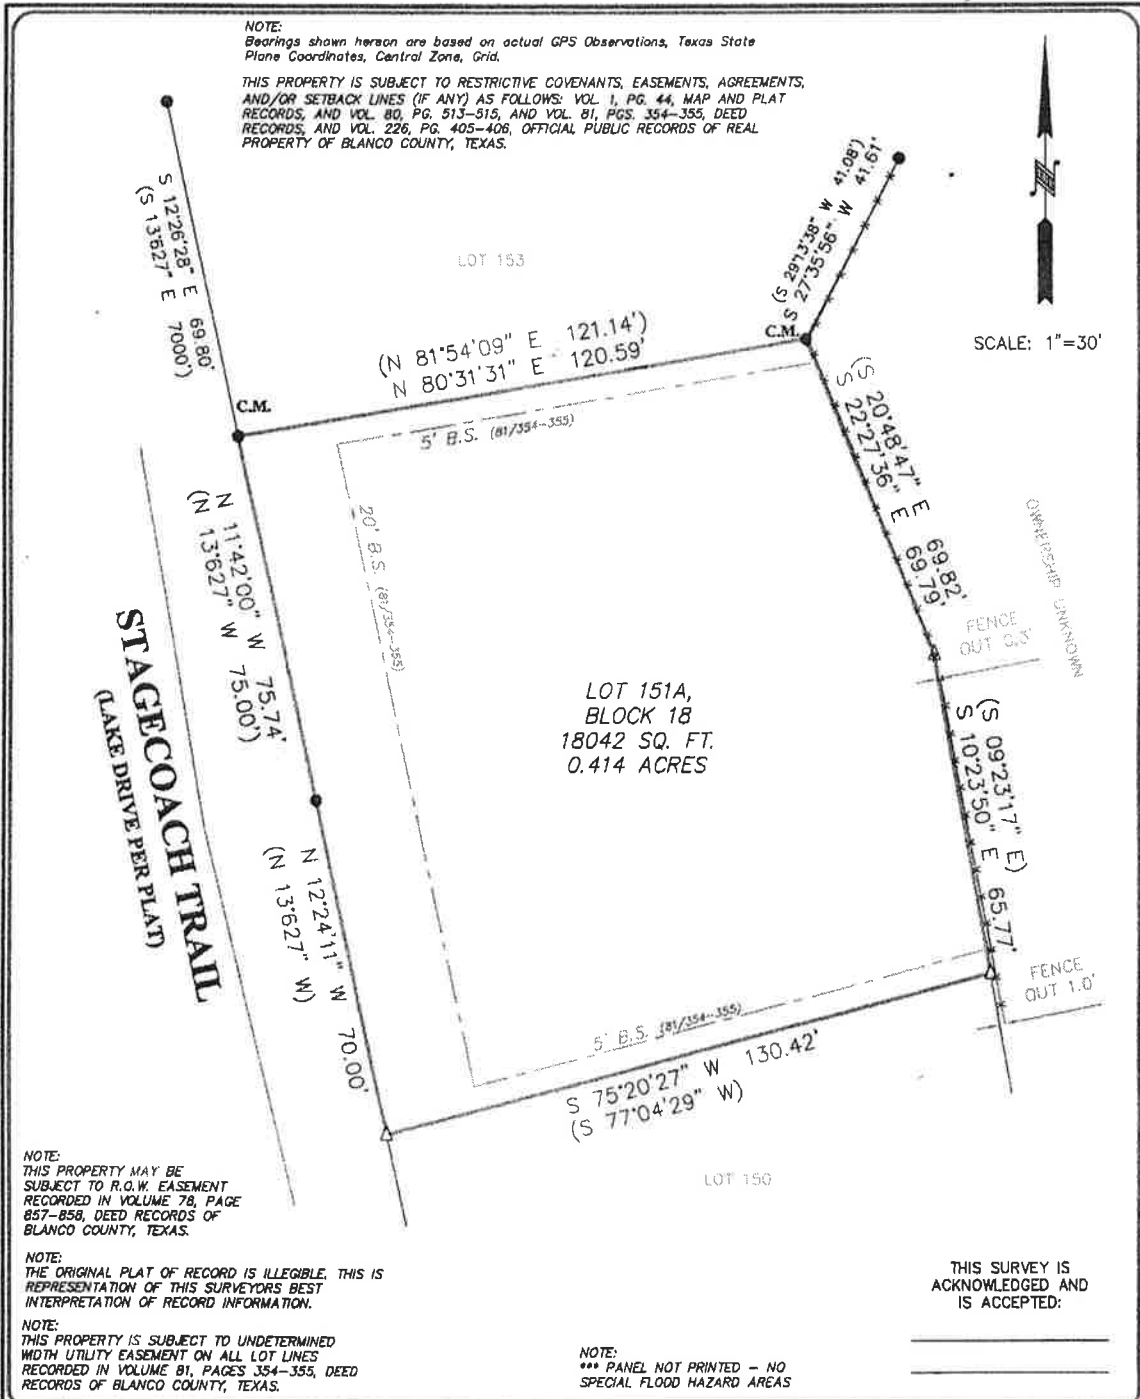 NOTE:
Bearings shown hereon are based on actual GPS Observations, Texas State
Plane Coordinates, Central Zone, Grid.
THIS PROPERTY IS SUBJECT TO RESTRICTIVE COVENANTS, EASEMENTS, AGREEMENTS,
AND/OR SETBACK LINES (IF ANY) AS FOLLOWS: VOL. 1, PG. 44, MAP AND PLAT
RECORDS, AND VOL. 80, PG. 513-515, AND VOL. 81, PGS. 354-355, DEED
RECORDS, AND VOL. 226, PG. 405-406, OFFICIAL PUBLIC RECORDS OF REAL
PROPERTY OF BLANCO COUNTY, TEXAS.
S 12°26'28" E 69.80'
(S 13°627" E 7000')
LOT 153
(S 29°13'38" W 41.08')
S 27°35'56" W 41.61'
N
SCALE: 1"=30'
C.M.
(N 81°54'09" E 121.14')
N 80°31'31" E 120.59'
C.M.
5' B.S. (81/354-355)
(S 20°48'47" E 69.82'
S 22°27'36" E 69.79'
N 11°42'00" W 75.74'
(N 13°627" W 75.00')
20' B.S. (81/354-355)
OWNERSHIP UNKNOWN
FENCE
OUT 0.3'
STAGECOACH TRAIL
(LAKE DRIVE PER PLAT)
LOT 151A,
BLOCK 18
18042 SQ. FT.
0.414 ACRES
(S 09°23'17" E)
S 10°23'50" E 65.77'
N 12°24'11" W 70.00'
(N 13°627" W)
FENCE
OUT 1.0'
5' B.S. (81/354-355)
S 75°20'27" W 130.42'
(S 77°04'29" W)
LOT 150
NOTE:
THIS PROPERTY MAY BE
SUBJECT TO R.O.W. EASEMENT
RECORDED IN VOLUME 78, PAGE
857-858, DEED RECORDS OF
BLANCO COUNTY, TEXAS.
NOTE:
THE ORIGINAL PLAT OF RECORD IS ILLEGIBLE. THIS IS
REPRESENTATION OF THIS SURVEYORS BEST
INTERPRETATION OF RECORD INFORMATION.
NOTE:
THIS PROPERTY IS SUBJECT TO UNDETERMINED
WIDTH UTILITY EASEMENT ON ALL LOT LINES
RECORDED IN VOLUME 81, PAGES 354-355, DEED
RECORDS OF BLANCO COUNTY, TEXAS.
NOTE:
*** PANEL NOT PRINTED - NO
SPECIAL FLOOD HAZARD AREAS
THIS SURVEY IS
ACKNOWLEDGED AND
IS ACCEPTED: